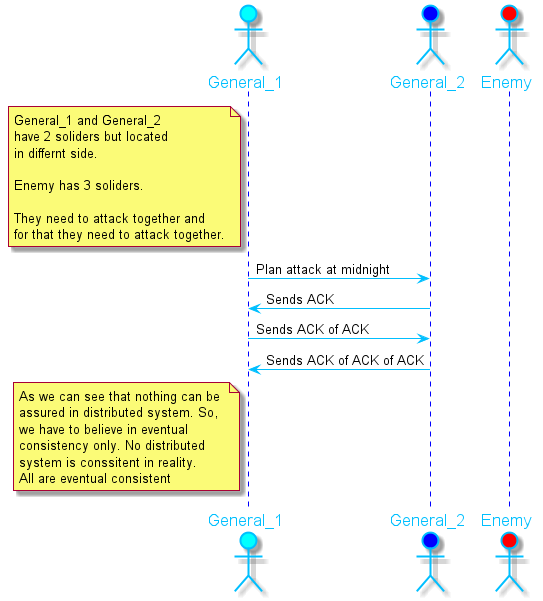 General_1 General_2 Enemy
General_1 and General_2
have 2 soliders but located
in differnt side.
Enemy has 3 soliders.
They need to attack together and
for that they need to attack together.
Plan attack at midnight
Sends ACK
Sends ACK of ACK
Sends ACK of ACK of ACK
As we can see that nothing can be
assured in distributed system. So,
we have to believe in eventual
consistency only. No distributed
system is conssitent in reality.
All are eventual consistent
General_1 General_2 Enemy